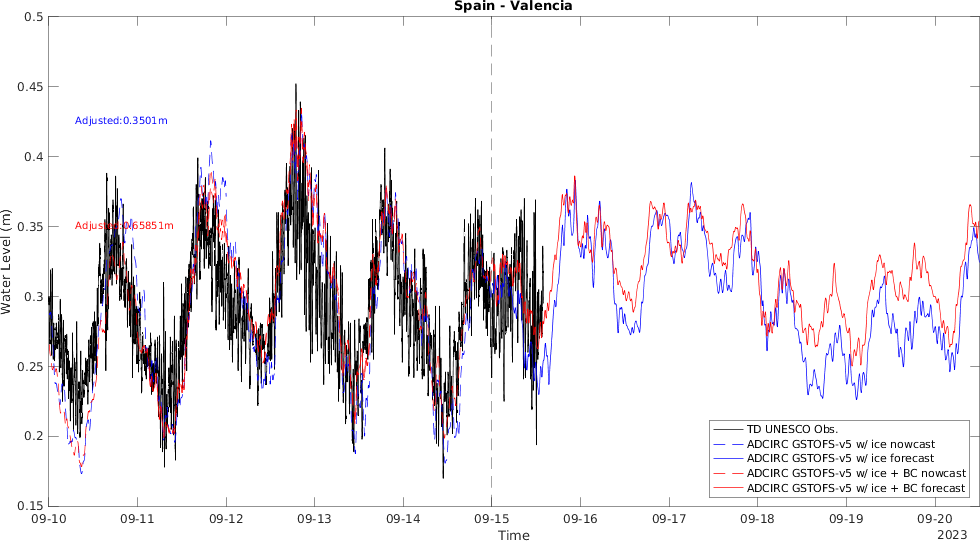 Spain - Valencia
0.5
0.45
0.4
0.35
0.3
0.25
0.2
0.15
Water Level (m)
Adjusted:0.3501m
Adjusted:0.65851m
TD UNESCO Obs.
ADCIRC GSTOFS-v5 w/ ice nowcast
ADCIRC GSTOFS-v5 w/ ice forecast
ADCIRC GSTOFS-v5 w/ ice + BC nowcast
ADCIRC GSTOFS-v5 w/ ice + BC forecast
09-10 09-11 09-12 09-13 09-14 09-15 09-16 09-17 09-18 09-19 09-20
Time
2023